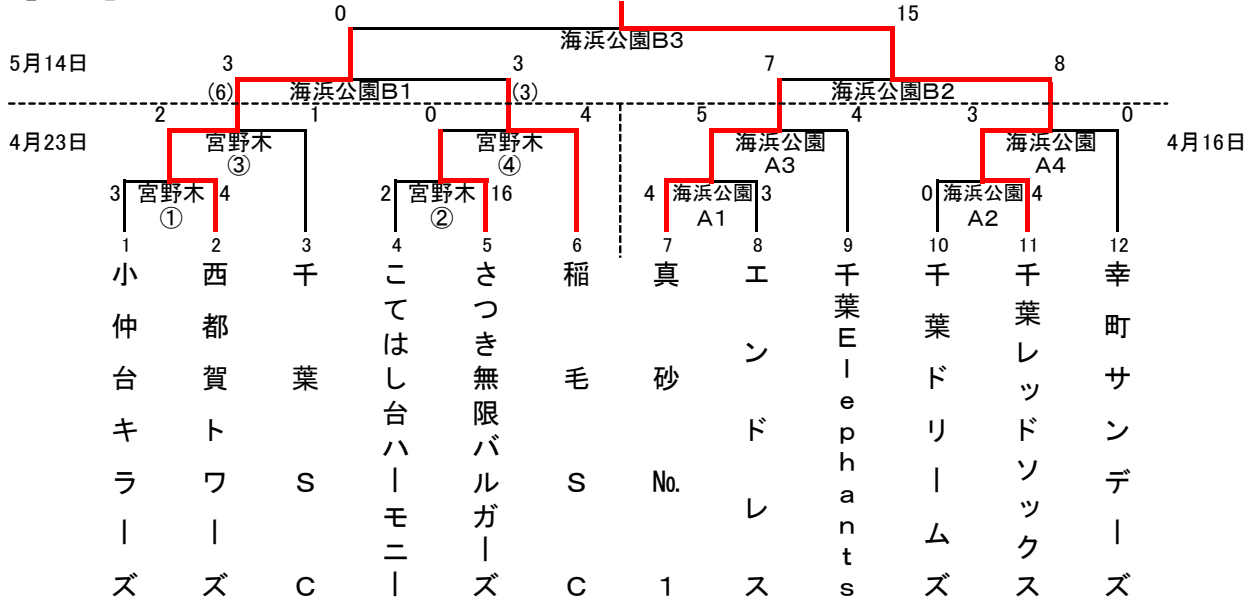 0 15
海浜公園B3
5月14日 3 3 7 8
(6) 海浜公園B1 (3) 海浜公園B2
2 1 0 4 5 4 3 0
4月23日 宮野木 宮野木 海浜公園 海浜公園 4月16日
③ ④ A3 A4
3 宮野木 4 2 宮野木 16 4 海浜公園 3 0 海浜公園 4
① ② A1 A2
1 2 3 4 5 6 7 8 9 10 11 12
小仲台キラーズ
西都賀トワーズ
千葉SC
こてはし台ハーモニー
さつき無限バルガーズ
稲毛SC
真砂№1
エンドレス
千葉Elephants
千葉ドリームズ
千葉レッドソックス
幸町サンデーズ